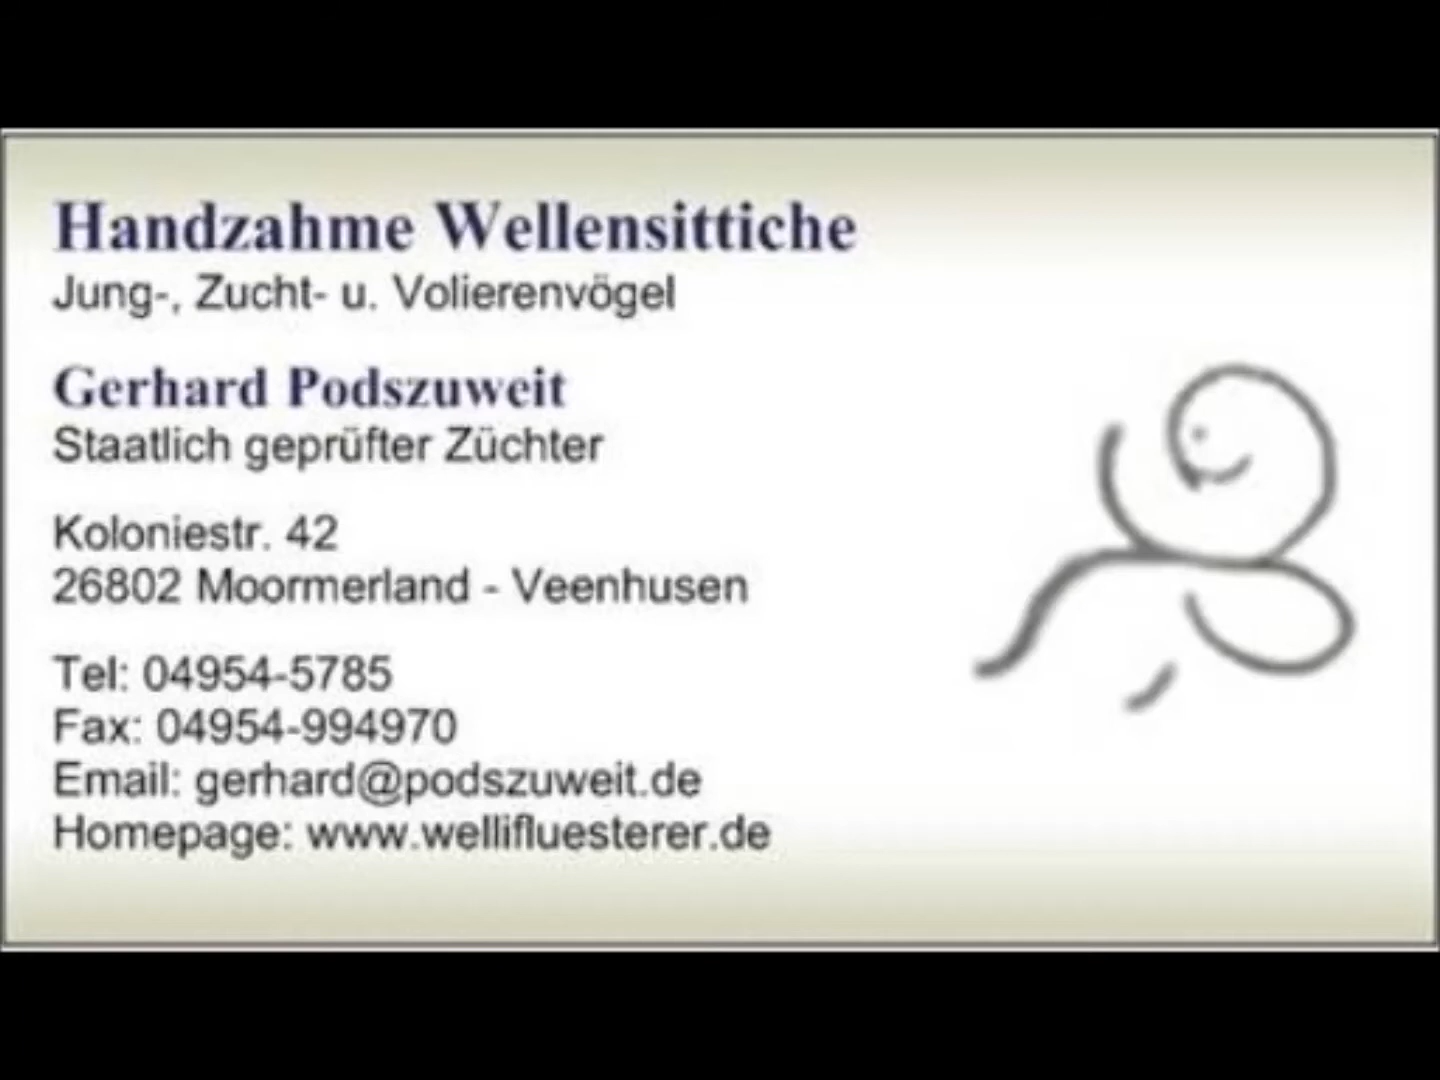 Handzahme Wellensittiche
Jung-, Zucht- u. Volierenvögel
Gerhard Podszuweit
Staatlich geprüfter Züchter
Koloniestr. 42
26802 Moormerland - Veenhusen
Tel: 04954-5785
Fax: 04954-994970
Email: gerhard@podszuweit.de
Homepage: www.wellifluesterer.de